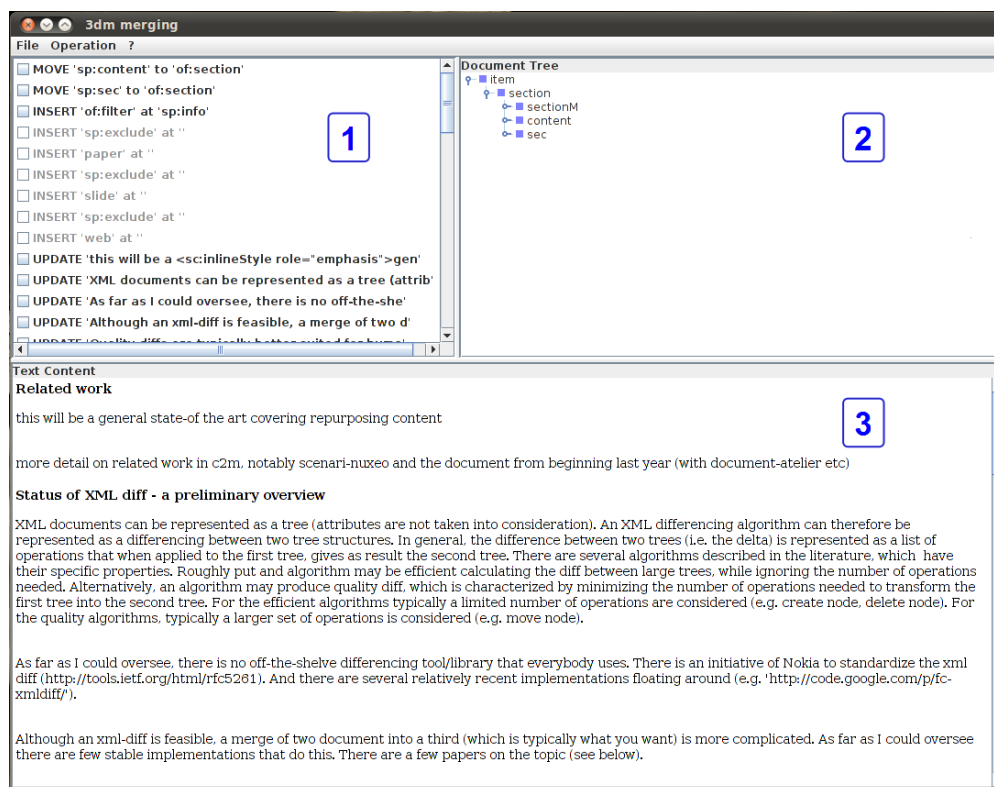 3dm merging
File Operation ?
MOVE 'sp:content' to 'of:section'
MOVE 'sp:sec' to 'of:section'
INSERT 'of:filter' at 'sp:info'
INSERT 'sp:exclude' at ''
INSERT 'paper' at ''
INSERT 'sp:exclude' at ''
INSERT 'slide' at ''
INSERT 'sp:exclude' at ''
INSERT 'web' at ''
UPDATE 'this will be a <sc:inlineStyle role="emphasis">gen'
UPDATE 'XML documents can be represented as a tree (attrib'
UPDATE 'As far as I could oversee, there is no off-the-she'
UPDATE 'Although an xml-diff is feasible, a merge of two d'
UPDATE 'Quality diffs are typically better suited for huma'
1
Document Tree
item
section
sectionM
content
sec
2
Text Content
Related work
this will be a general state-of the art covering repurposing content
3
more detail on related work in c2m, notably scenari-nuxeo and the document from beginning last year (with document-atelier etc)
Status of XML diff - a preliminary overview
XML documents can be represented as a tree (attributes are not taken into consideration). An XML differencing algorithm can therefore be
represented as a differencing between two tree structures. In general, the difference between two trees (i.e. the delta) is represented as a list of
operations that when applied to the first tree, gives as result the second tree. There are several algorithms described in the literature, which  have
their specific properties. Roughly put and algorithm may be efficient calculating the diff between large trees, while ignoring the number of operations
needed. Alternatively, an algorithm may produce quality diff, which is characterized by minimizing the number of operations needed to transform the
first tree into the second tree. For the efficient algorithms typically a limited number of operations are considered (e.g. create node, delete node). For
the quality algorithms, typically a larger set of operations is considered (e.g. move node).
As far as I could oversee, there is no off-the-shelve differencing tool/library that everybody uses. There is an initiative of Nokia to standardize the xml
diff (http://tools.ietf.org/html/rfc5261). And there are several relatively recent implementations floating around (e.g. 'http://code.google.com/p/fc-
xmldiff/').
Although an xml-diff is feasible, a merge of two document into a third (which is typically what you want) is more complicated. As far as I could oversee
there are few stable implementations that do this. There are a few papers on the topic (see below).